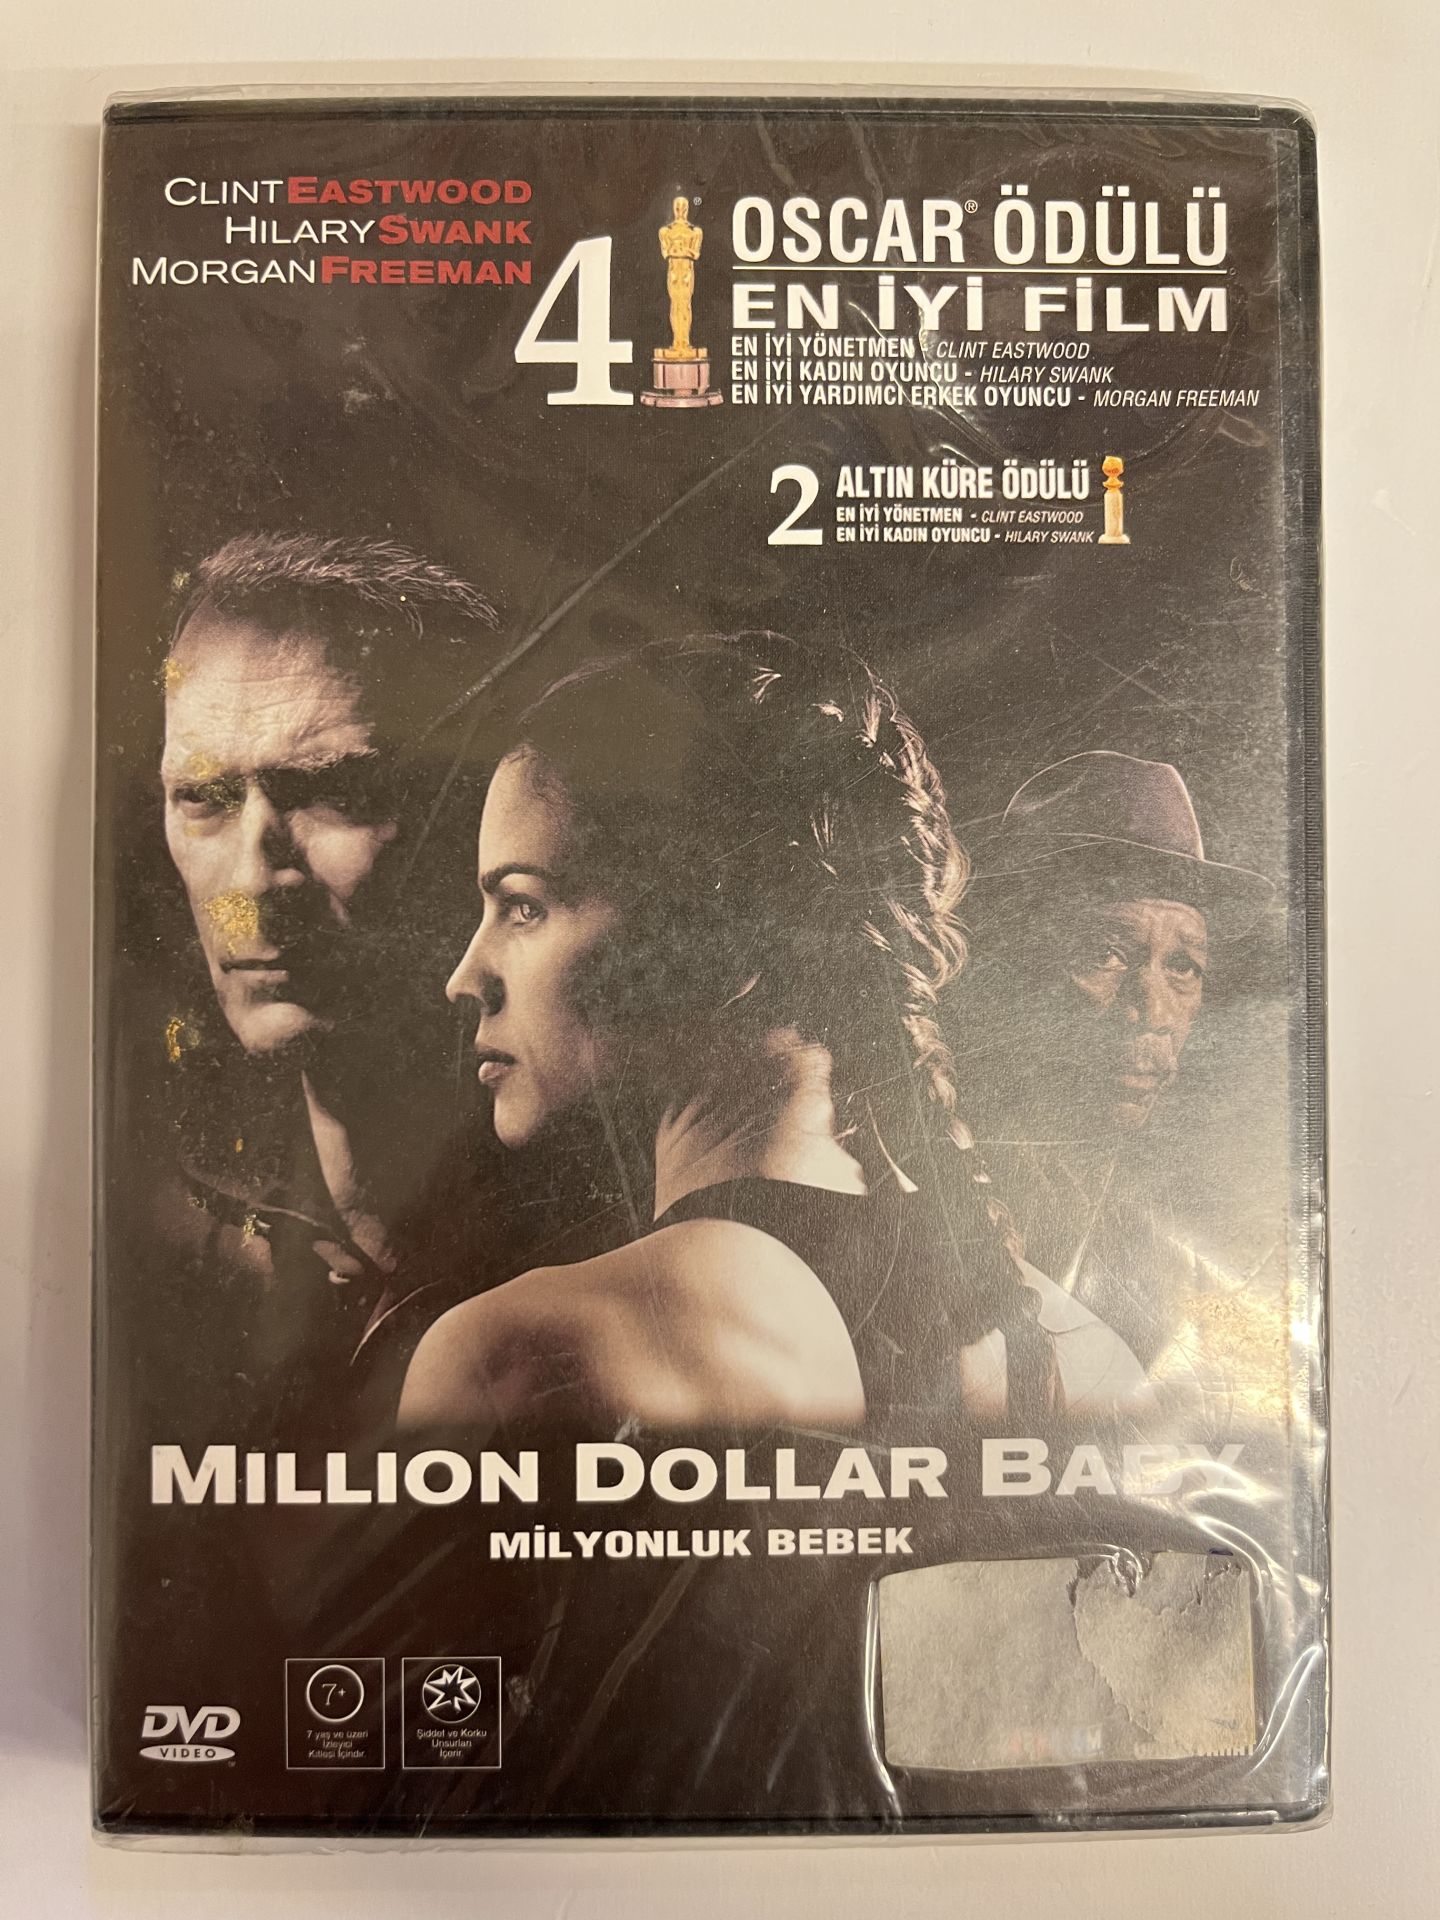 CLINT EASTWOOD
HILARY SWANK
MORGAN FREEMAN
4 OSCAR® ÖDÜLÜ
EN İYİ FİLM
EN İYİ YÖNETMEN - CLINT EASTWOOD
EN İYİ KADIN OYUNCU - HILARY SWANK
EN İYİ YARDIMCI ERKEK OYUNCU - MORGAN FREEMAN
2 ALTIN KÜRE ÖDÜLÜ
EN İYİ YÖNETMEN - CLINT EASTWOOD
EN İYİ KADIN OYUNCU - HILARY SWANK
MILLION DOLLAR BABY
MİLYONLUK BEBEK
DVD
VIDEO
7+
7 yaş ve üzeri
İzleyici
Kitlesi İçindir.
Şiddet ve Korku
Unsurları
İçerir.